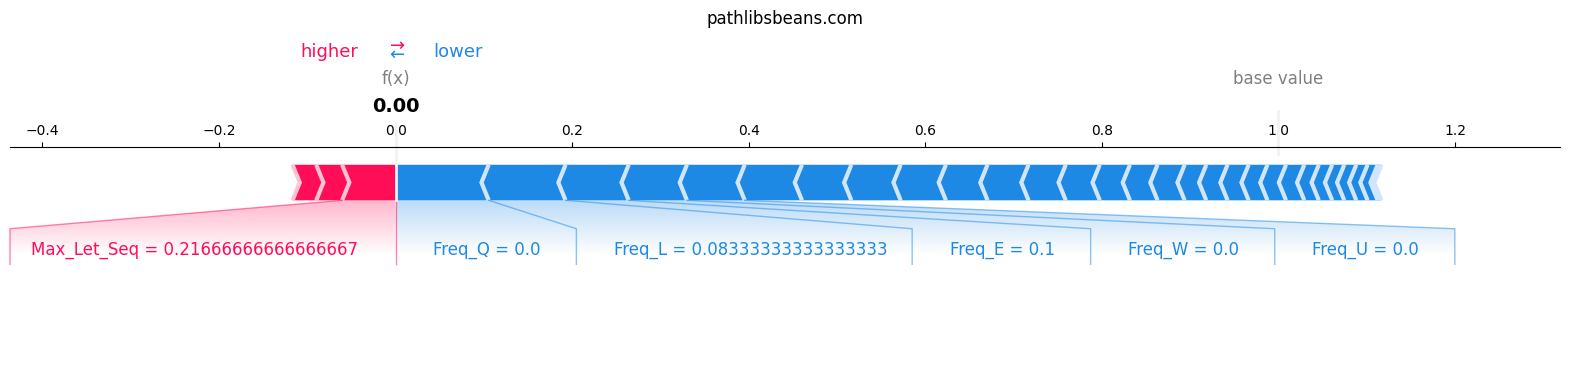 pathlibsbeans.com
higher ⇄ lower
f(x) base value
0.00
−0.4 −0.2 0.0 0.2 0.4 0.6 0.8 1.0 1.2
Max_Let_Seq = 0.21666666666666667 Freq_Q = 0.0 Freq_L = 0.08333333333333333 Freq_E = 0.1 Freq_W = 0.0 Freq_U = 0.0